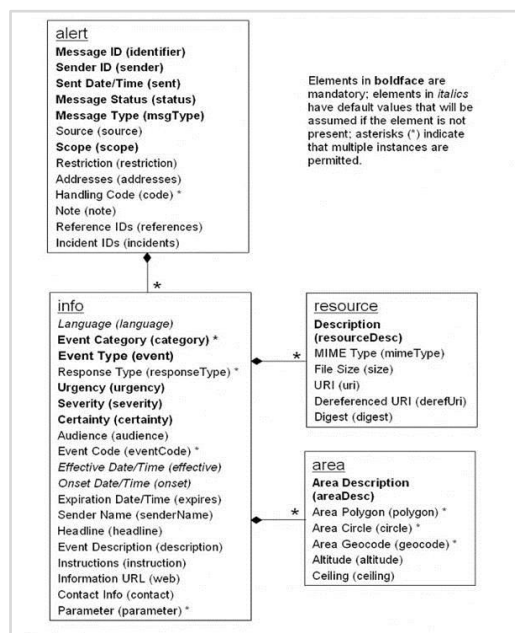 alert
Message ID (identifier)
Sender ID (sender)
Sent Date/Time (sent)
Message Status (status)
Message Type (msgType)
Source (source)
Scope (scope)
Restriction (restriction)
Addresses (addresses)
Handling Code (code) *
Note (note)
Reference IDs (references)
Incident IDs (incidents)
Elements in boldface are
mandatory; elements in italics
have default values that will be
assumed if the element is not
present; asterisks (*) indicate
that multiple instances are
permitted.
*
info
Language (language)
Event Category (category) *
Event Type (event)
Response Type (responseType) *
Urgency (urgency)
Severity (severity)
Certainty (certainty)
Audience (audience)
Event Code (eventCode) *
Effective Date/Time (effective)
Onset Date/Time (onset)
Expiration Date/Time (expires)
Sender Name (senderName)
Headline (headline)
Event Description (description)
Instructions (instruction)
Information URL (web)
Contact Info (contact)
Parameter (parameter) *
*
resource
Description
(resourceDesc)
MIME Type (mimeType)
File Size (size)
URI (uri)
Dereferenced URI (derefUri)
Digest (digest)
*
area
Area Description
(areaDesc)
Area Polygon (polygon) *
Area Circle (circle) *
Area Geocode (geocode) *
Altitude (altitude)
Ceiling (ceiling)